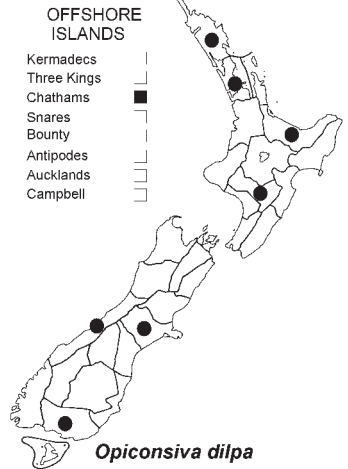 OFFSHORE
ISLANDS
Kermadecs
Three Kings
Chathams
Snares
Bounty
Antipodes
Aucklands
Campbell
Opiconsiva dilpa